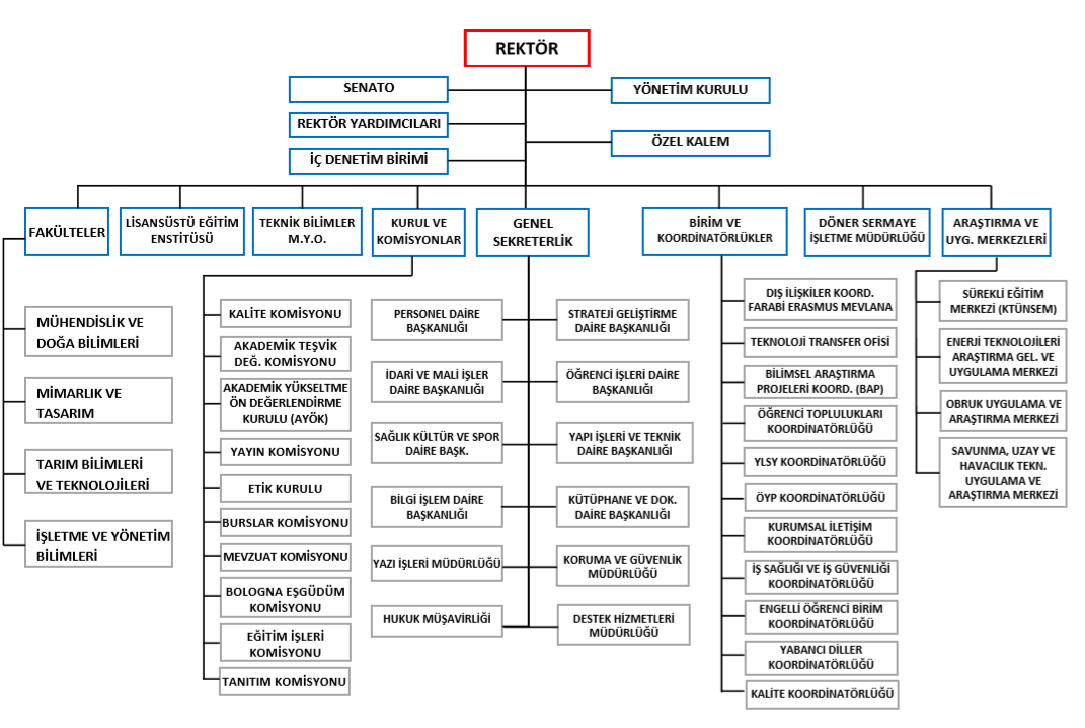 REKTÖR
SENATO
YÖNETİM KURULU
REKTÖR YARDIMCILARI
ÖZEL KALEM
İÇ DENETİM BİRİMİ
FAKÜLTELER
LİSANSÜSTÜ EĞİTİM
ENSTİTÜSÜ
TEKNİK BİLİMLER
M.Y.O.
KURUL VE
KOMİSYONLAR
GENEL
SEKRETERLİK
BİRİM VE
KOORDİNATÖRLÜKLER
DÖNER SERMAYE
İŞLETME MÜDÜRLÜĞÜ
ARAŞTIRMA VE
UYG. MERKEZLERİ
MÜHENDİSLİK VE
DOĞA BİLİMLERİ
MİMARLIK VE
TASARIM
TARIM BİLİMLERİ
VE TEKNOLOJİLERİ
İŞLETME VE YÖNETİM
BİLİMLERİ
KALİTE KOMİSYONU
AKADEMİK TEŞVİK
DEĞ. KOMİSYONU
AKADEMİK YÜKSELTME
ÖN DEĞERLENDİRME
KURULU (AYÖK)
YAYIN KOMİSYONU
ETİK KURULU
BURSLAR KOMİSYONU
MEVZUAT KOMİSYONU
BOLOGNA EŞGÜDÜM
KOMİSYONU
EĞİTİM İŞLERİ
KOMİSYONU
TANITIM KOMİSYONU
PERSONEL DAİRE
BAŞKANLIĞI
STRATEJİ GELİŞTİRME
DAİRE BAŞKANLIĞI
İDARİ VE MALİ İŞLER
DAİRE BAŞKANLIĞI
ÖĞRENCİ İŞLERİ DAİRE
BAŞKANLIĞI
SAĞLIK KÜLTÜR VE SPOR
DAİRE BAŞK.
YAPI İŞLERİ VE TEKNİK
DAİRE BAŞKANLIĞI
BİLGİ İŞLEM DAİRE
BAŞKANLIĞI
KÜTÜPHANE VE DOK.
DAİRE BAŞKANLIĞI
YAZI İŞLERİ MÜDÜRLÜĞÜ
KORUMA VE GÜVENLİK
MÜDÜRLÜĞÜ
HUKUK MÜŞAVİRLİĞİ
DESTEK HİZMETLERİ
MÜDÜRLÜĞÜ
DIŞ İLİŞKİLER KOORD.
FARABİ ERASMUS MEVLANA
TEKNOLOJİ TRANSFER OFİSİ
BİLİMSEL ARAŞTIRMA
PROJELERİ KOORD. (BAP)
ÖĞRENCİ TOPLULUKLARI
KOORDİNATÖRLÜĞÜ
YLSY KOORDİNATÖRLÜĞÜ
ÖYP KOORDİNATÖRLÜĞÜ
KURUMSAL İLETİŞİM
KOORDİNATÖRLÜĞÜ
İŞ SAĞLIĞI VE İŞ GÜVENLİĞİ
KOORDİNATÖRLÜĞÜ
ENGELLİ ÖĞRENCİ BİRİM
KOORDİNATÖRLÜĞÜ
YABANCI DİLLER
KOORDİNATÖRLÜĞÜ
KALİTE KOORDİNATÖRLÜĞÜ
SÜREKLİ EĞİTİM
MERKEZİ (KTÜNSEM)
ENERJİ TEKNOLOJİLERİ
ARAŞTIRMA GEL. VE
UYGULAMA MERKEZİ
OBRUK UYGULAMA VE
ARAŞTIRMA MERKEZİ
SAVUNMA, UZAY VE
HAVACILIK TEKN.
UYGULAMA VE
ARAŞTIRMA MERKEZİ